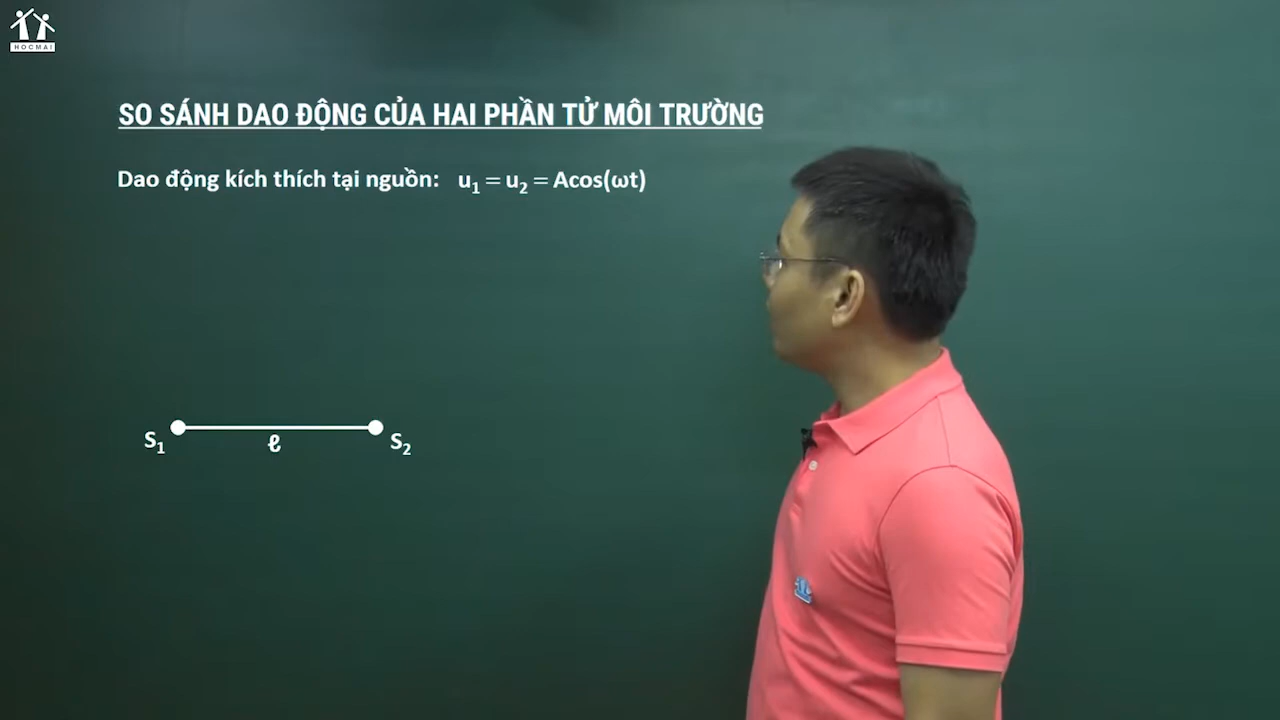 HOCMAI
SO SÁNH DAO ĐỘNG CỦA HAI PHẦN TỬ MÔI TRƯỜNG
Dao động kích thích tại nguồn: u₁ = u₂ = Acos(ωt)
S₁ ℓ S₂